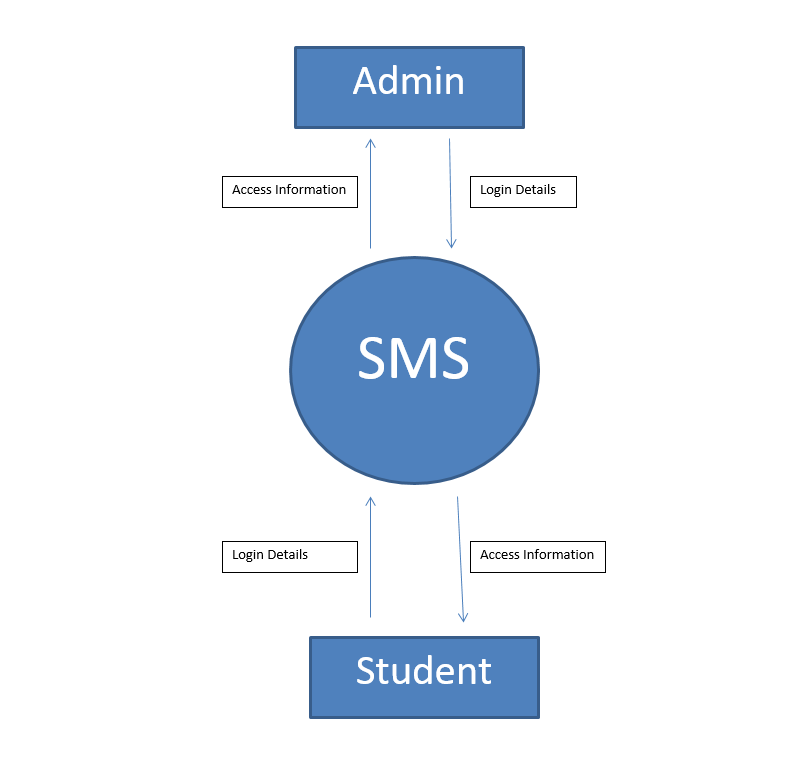 Admin
Access Information
Login Details
SMS
Login Details
Access Information
Student